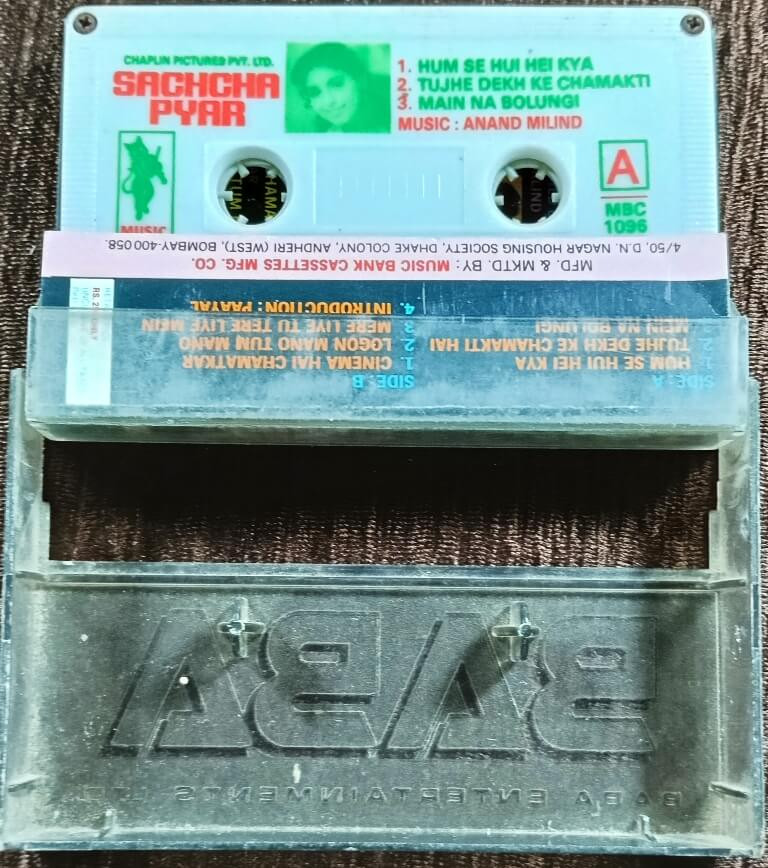 CHAPLIN PICTURES PVT. LTD.
SACHCHA
PYAR
1. HUM SE HUI HEI KYA
2. TUJHE DEKH KE CHAMAKTI
3. MAIN NA BOLUNGI
MUSIC : ANAND MILIND
MUSIC
A
MBC
1096
MFD. & MKTD. BY: MUSIC BANK CASSETTES MFG. CO.
4/50, D.N. NAGAR HOUSING SOCIETY, DHAKE COLONY, ANDHERI (WEST), BOMBAY-400 058.
SIDE: A
1. HUM SE HUI HEI KYA
2. TUJHE DEKH KE CHAMAKTI HAI
3. MEIN NA BOLUNGI
SIDE: B
1. CINEMA HAI CHAMATKAR
2. LOGON MANO TUM MANO
3. MERE LIYE TU TERE LIYE MEIN
4. INTRODUCTION: PAAYAL
BABA
BABA ENTERTAINMENTS LTD